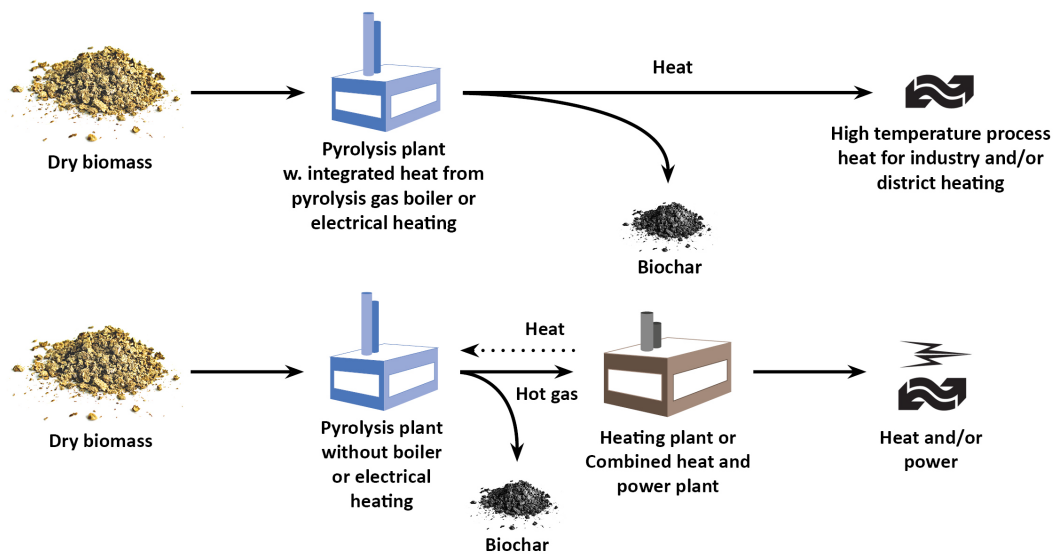 Heat
Dry biomass
Pyrolysis plant
w. integrated heat from
pyrolysis gas boiler or
electrical heating
High temperature process
heat for industry and/or
district heating
Biochar
Heat
Hot gas
Dry biomass
Pyrolysis plant
without boiler
or electrical
heating
Heating plant or
Combined heat and
power plant
Heat and/or
power
Biochar